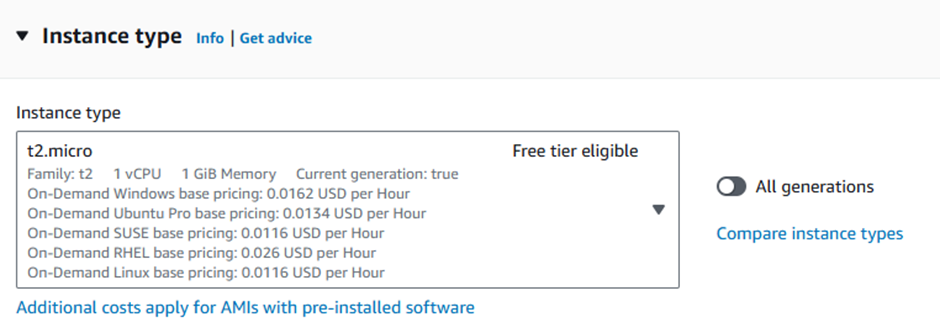 Instance type Info | Get advice
Instance type
t2.micro Free tier eligible
Family: t2 1 vCPU 1 GiB Memory Current generation: true
On-Demand Windows base pricing: 0.0162 USD per Hour
On-Demand Ubuntu Pro base pricing: 0.0134 USD per Hour
On-Demand SUSE base pricing: 0.0116 USD per Hour
On-Demand RHEL base pricing: 0.026 USD per Hour
On-Demand Linux base pricing: 0.0116 USD per Hour
All generations
Compare instance types
Additional costs apply for AMIs with pre-installed software